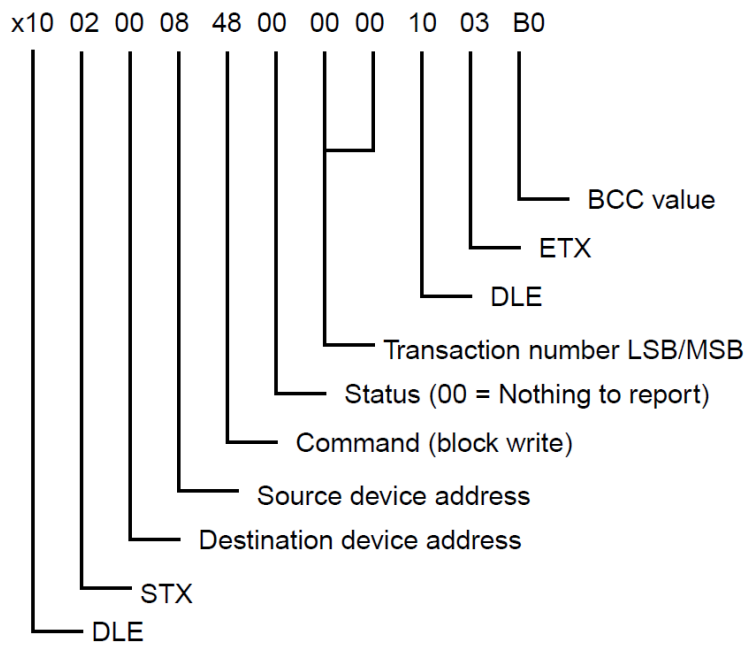 x10 02 00 08 48 00 00 00 10 03 B0
BCC value
ETX
DLE
Transaction number LSB/MSB
Status (00 = Nothing to report)
Command (block write)
Source device address
Destination device address
STX
DLE